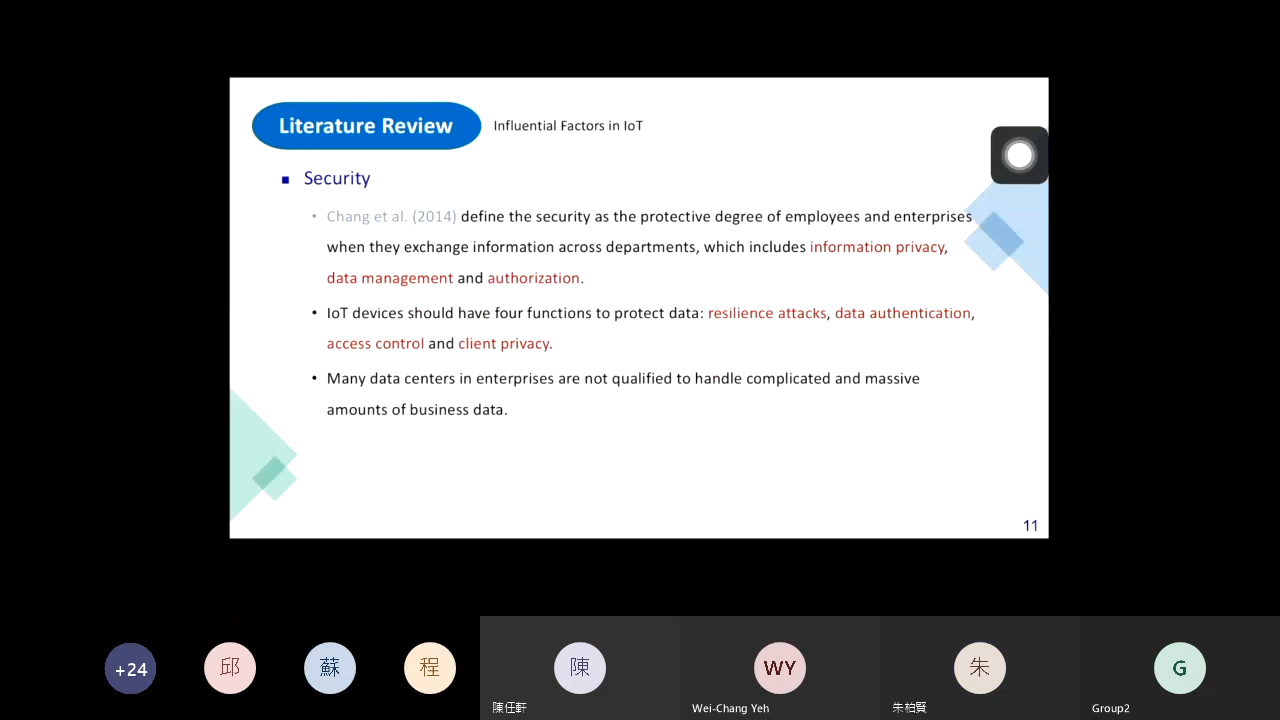 Literature Review
Influential Factors in IoT
Security
Chang et al. (2014) define the security as the protective degree of employees and enterprises
when they exchange information across departments, which includes information privacy,
data management and authorization.
IoT devices should have four functions to protect data: resilience attacks, data authentication,
access control and client privacy.
Many data centers in enterprises are not qualified to handle complicated and massive
amounts of business data.
11
+24
邱
蘇
程
陳
WY
朱
G
陳任軒
Wei-Chang Yeh
朱柏賢
Group2